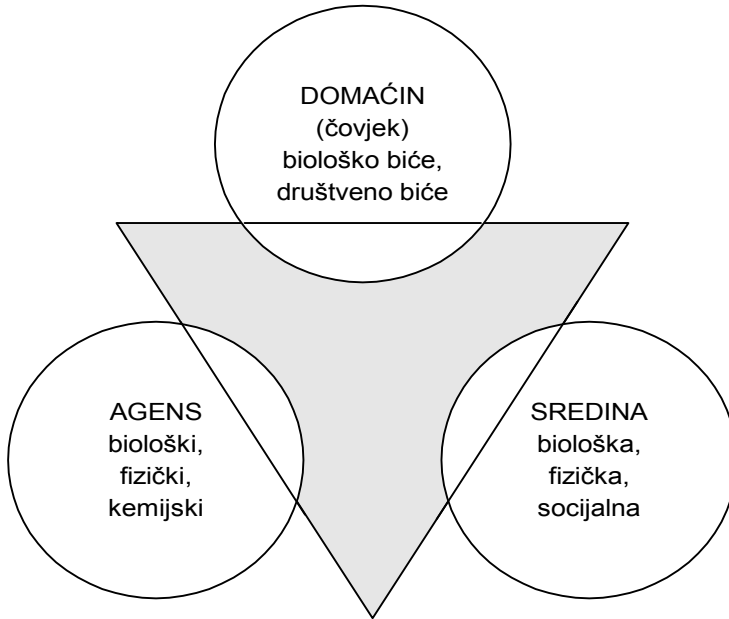 DOMAĆIN
(čovjek)
biološko biće,
društveno biće
AGENS
biološki,
fizički,
kemijski
SREDINA
biološka,
fizička,
socijalna